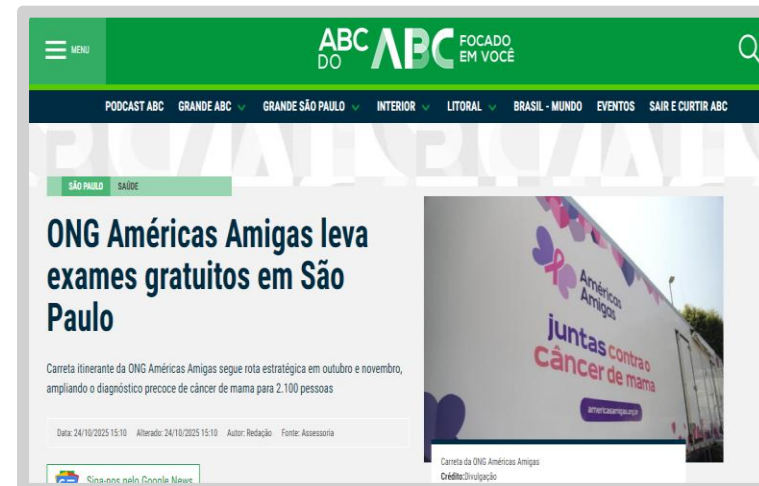 MENU
ABC
DO
ABC
FOCADO
EM VOCÊ
PODCAST ABC GRANDE ABC GRANDE SÃO PAULO INTERIOR LITORAL BRASIL - MUNDO EVENTOS SAIR E CURTIR ABC
SÃO PAULO SAÚDE
ONG Américas Amigas leva
exames gratuitos em São
Paulo
Carreta itinerante da ONG Américas Amigas segue rota estratégica em outubro e novembro,
ampliando o diagnóstico precoce de câncer de mama para 2.100 pessoas
Data: 24/10/2025 15:10 Alterado: 24/10/2025 15:10 Autor: Redação Fonte: Assessoria
Siga-nos pelo Google News
Américas
Amigas
juntas contra o
Câncer de mama
americasamigas.org.br
Carreta da ONG Américas Amigas
Crédito:Divulgação